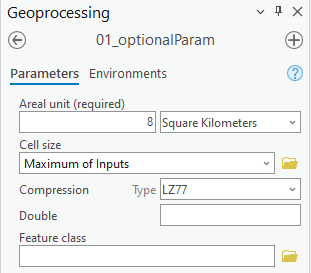 Geoprocessing
01_optionalParam
Parameters Environments
Areal unit (required)
8 Square Kilometers
Cell size
Maximum of Inputs
Compression Type LZ77
Double
Feature class